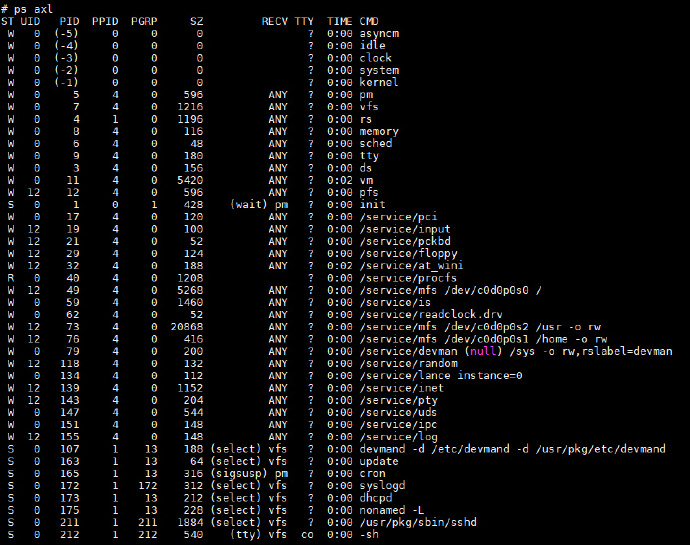 # ps axl
ST UID   PID  PPID  PGRP     SZ         RECV TTY  TIME CMD
W   0   (-5)     0     0      0                ?  0:00 asyncm
W   0   (-4)     0     0      0                ?  0:00 idle
W   0   (-3)     0     0      0                ?  0:00 clock
W   0   (-2)     0     0      0                ?  0:00 system
W   0   (-1)     0     0      0                ?  0:00 kernel
W   0     5     4     0    596          ANY   ?  0:00 pm
W   0     7     4     0   1216          ANY   ?  0:00 vfs
W   0     4     1     0   1196          ANY   ?  0:00 rs
W   0     8     4     0    116          ANY   ?  0:00 memory
W   0     6     4     0     48          ANY   ?  0:00 sched
W   0     9     4     0    180          ANY   ?  0:00 tty
W   0     3     4     0    156          ANY   ?  0:00 ds
W   0    11     4     0   5420          ANY   ?  0:02 vm
W  12    12     4     0    596          ANY   ?  0:00 pfs
S   0     1     0     1    428    (wait) pm   ?  0:00 init
W   0    17     4     0    120          ANY   ?  0:00 /service/pci
W  12    19     4     0    100          ANY   ?  0:00 /service/input
W  12    21     4     0     52          ANY   ?  0:00 /service/pckbd
W  12    29     4     0    124          ANY   ?  0:00 /service/floppy
W  12    32     4     0    188          ANY   ?  0:02 /service/at_wini
R   0    40     4     0   1208                ?  0:00 /service/procfs
W  12    49     4     0   5268          ANY   ?  0:00 /service/mfs /dev/c0d0p0s0 /
W   0    59     4     0   1460          ANY   ?  0:00 /service/is
W   0    62     4     0     52          ANY   ?  0:00 /service/readclock.drv
W  12    73     4     0  20868          ANY   ?  0:00 /service/mfs /dev/c0d0p0s2 /usr -o rw
W  12    76     4     0    416          ANY   ?  0:00 /service/mfs /dev/c0d0p0s1 /home -o rw
W   0    79     4     0    200          ANY   ?  0:00 /service/devman (null) /sys -o rw,rslabel=devman
W  12   118     4     0    132          ANY   ?  0:00 /service/random
W   0   134     4     0    112          ANY   ?  0:00 /service/lance instance=0
W  12   139     4     0   1152          ANY   ?  0:00 /service/inet
W  12   143     4     0    204          ANY   ?  0:00 /service/pty
W   0   147     4     0    544          ANY   ?  0:00 /service/uds
W   0   151     4     0    148          ANY   ?  0:00 /service/ipc
W  12   155     4     0    148          ANY   ?  0:00 /service/log
S   0   107     1    13    188 (select) vfs   ?  0:00 devmand -d /etc/devmand -d /usr/pkg/etc/devmand
S   0   163     1    13     64 (select) vfs   ?  0:00 update
S   0   165     1    13    316 (sigsusp) pm   ?  0:00 cron
S   0   172     1   172    312 (select) vfs   ?  0:00 syslogd
S   0   173     1    13    212 (select) vfs   ?  0:00 dhcpd
S   0   175     1    13    228 (select) vfs   ?  0:00 nonamed -L
S   0   211     1   211   1884 (select) vfs   ?  0:00 /usr/pkg/sbin/sshd
S   0   212     1   212    540    (tty) vfs  co  0:00 -sh